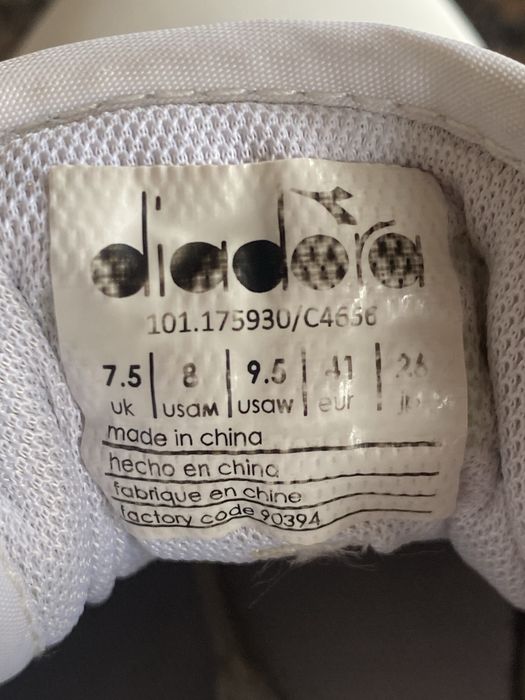 diadora
101.175930/C4656
7.5 | 8 | 9.5 | 41 | 26
uk | usam | usaw | eur |
made in china
hecho en china
fabrique en chine
factory code 90394